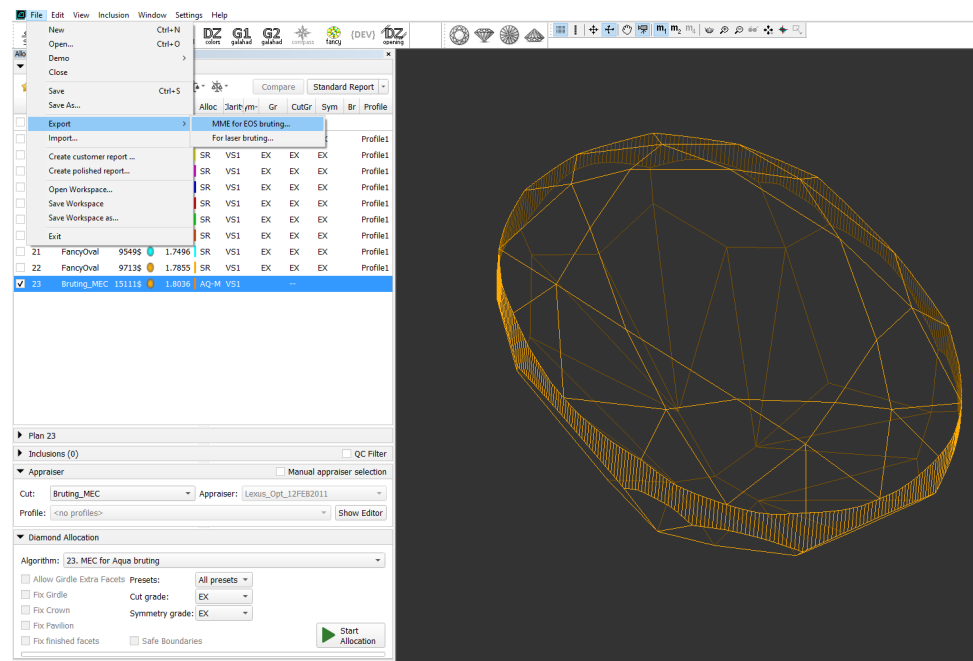 File Edit View Inclusion Window Settings Help
New Ctrl+N
Open... Ctrl+O
Demo
Close
Save Ctrl+S
Save As...
Export
Import...
Create customer report ...
Create polished report...
Open Workspace...
Save Workspace
Save Workspace as...
Exit
MME for EOS bruting...
For laser bruting...
DZ colors G1 galahad G2 galahad compass fancy {DEV} DZ opening m1 m2
Allo
Compare Standard Report
Alloc Gr CutGr Sym Br Profile
Profile1
SR VS1 EX EX EX Profile1
SR VS1 EX EX EX Profile1
SR VS1 EX EX EX Profile1
SR VS1 EX EX EX Profile1
SR VS1 EX EX EX Profile1
SR VS1 EX EX EX Profile1
21 FancyOval 9549$ 1.7496 SR VS1 EX EX EX Profile1
22 FancyOval 9713$ 1.7855 SR VS1 EX EX EX Profile1
23 Bruting_MEC 15111$ 1.8036 AQ-M VS1 --
Plan 23
Inclusions (0) QC Filter
Appraiser Manual appraiser selection
Cut: Bruting_MEC Appraiser: Lexus_Opt_12FEB2011
Profile: <no profiles> Show Editor
Diamond Allocation
Algorithm: 23. MEC for Aqua bruting
Allow Girdle Extra Facets Presets: All presets
Fix Girdle Cut grade: EX
Fix Crown Symmetry grade: EX
Fix Pavilion
Fix finished facets Safe Boundaries
Start
Allocation